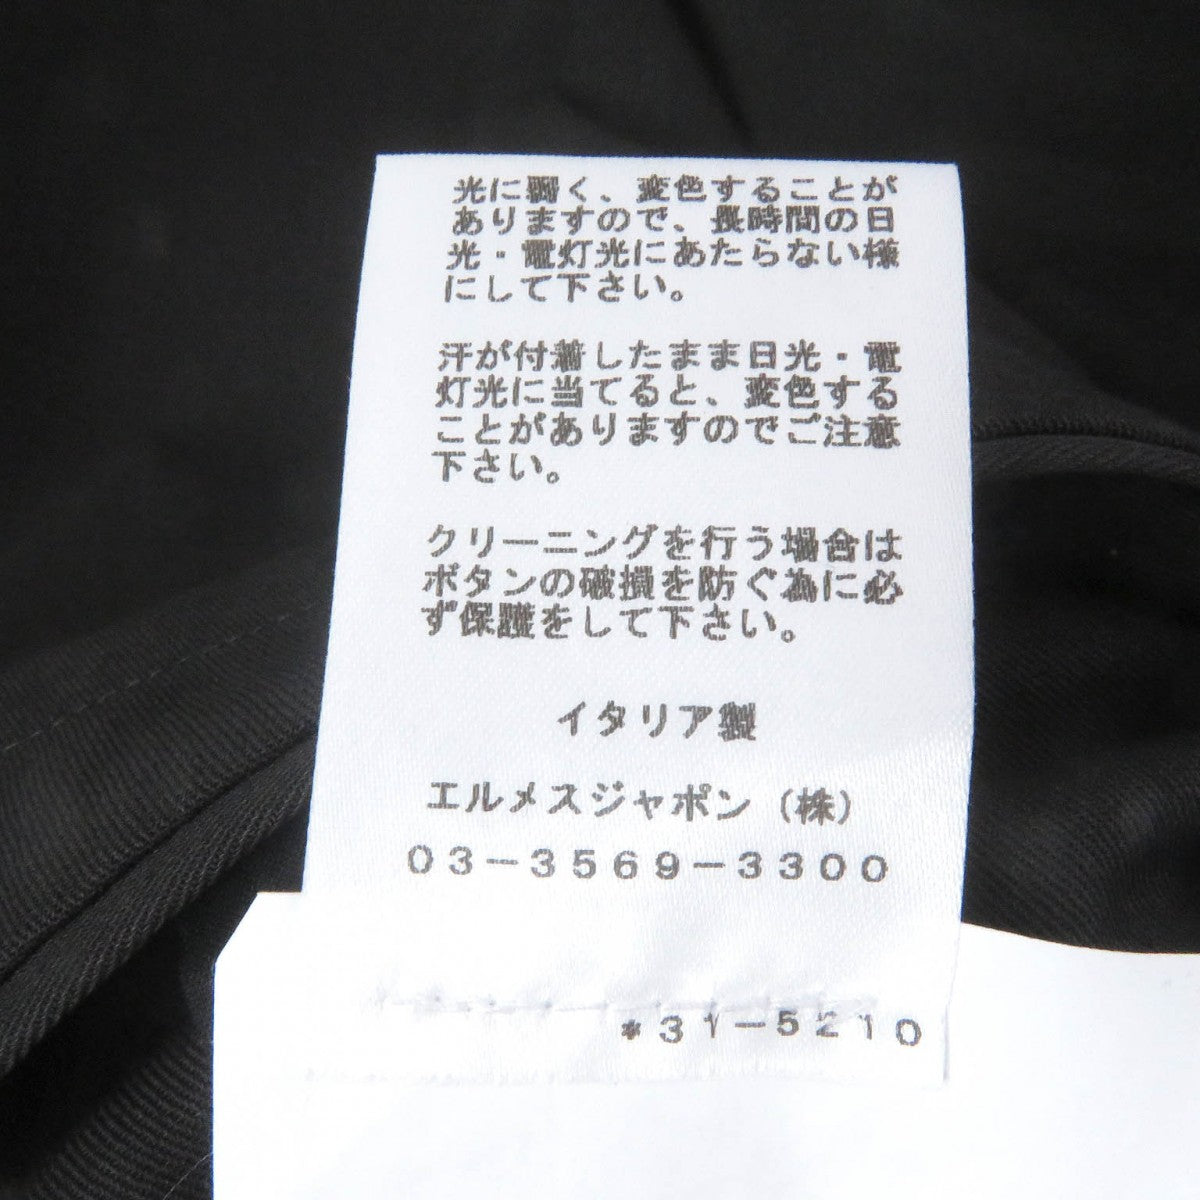 光に弱く、変色することが
ありますので、長時間の日
光・電灯光にあたらない様
にして下さい。
汗が付着したまま日光・電
灯光に当てると、変色する
ことがありますのでご注意
下さい。
クリーニングを行う場合は
ボタンの破損を防ぐ為に必
ず保護をして下さい。
イタリア製
エルメスジャポン（株）
03-3569-3300
*31-5210